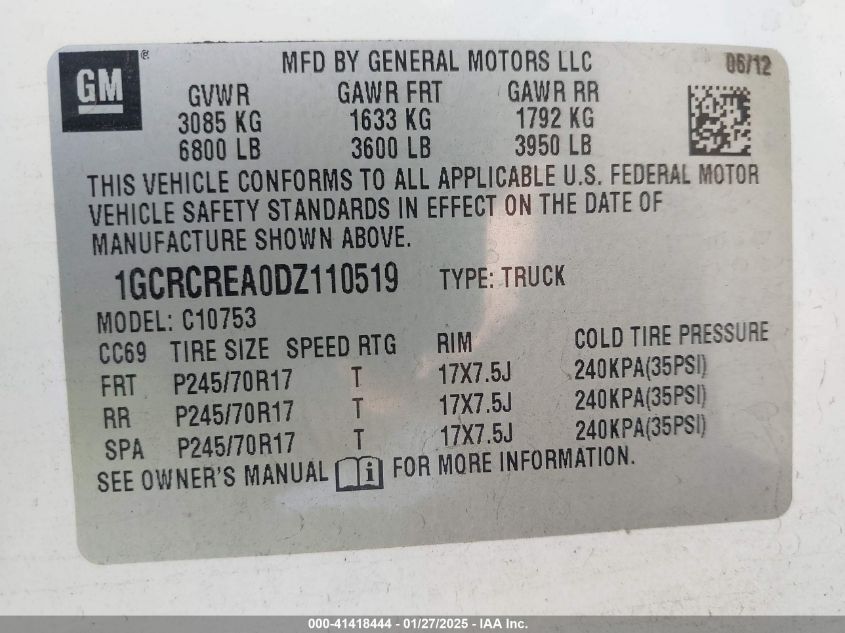 GM ®
MFD BY GENERAL MOTORS LLC 06/12
GVWR GAWR FRT GAWR RR
3085 KG 1633 KG 1792 KG
6800 LB 3600 LB 3950 LB
THIS VEHICLE CONFORMS TO ALL APPLICABLE U.S. FEDERAL MOTOR
VEHICLE SAFETY STANDARDS IN EFFECT ON THE DATE OF
MANUFACTURE SHOWN ABOVE.
1GCRCREA0DZ110519 TYPE: TRUCK
MODEL: C10753
CC69 TIRE SIZE SPEED RTG RIM COLD TIRE PRESSURE
FRT P245/70R17 T 17X7.5J 240KPA(35PSI)
RR P245/70R17 T 17X7.5J 240KPA(35PSI)
SPA P245/70R17 T 17X7.5J 240KPA(35PSI)
SEE OWNER'S MANUAL i FOR MORE INFORMATION.
000-41418444 - 01/27/2025 - IAA Inc.